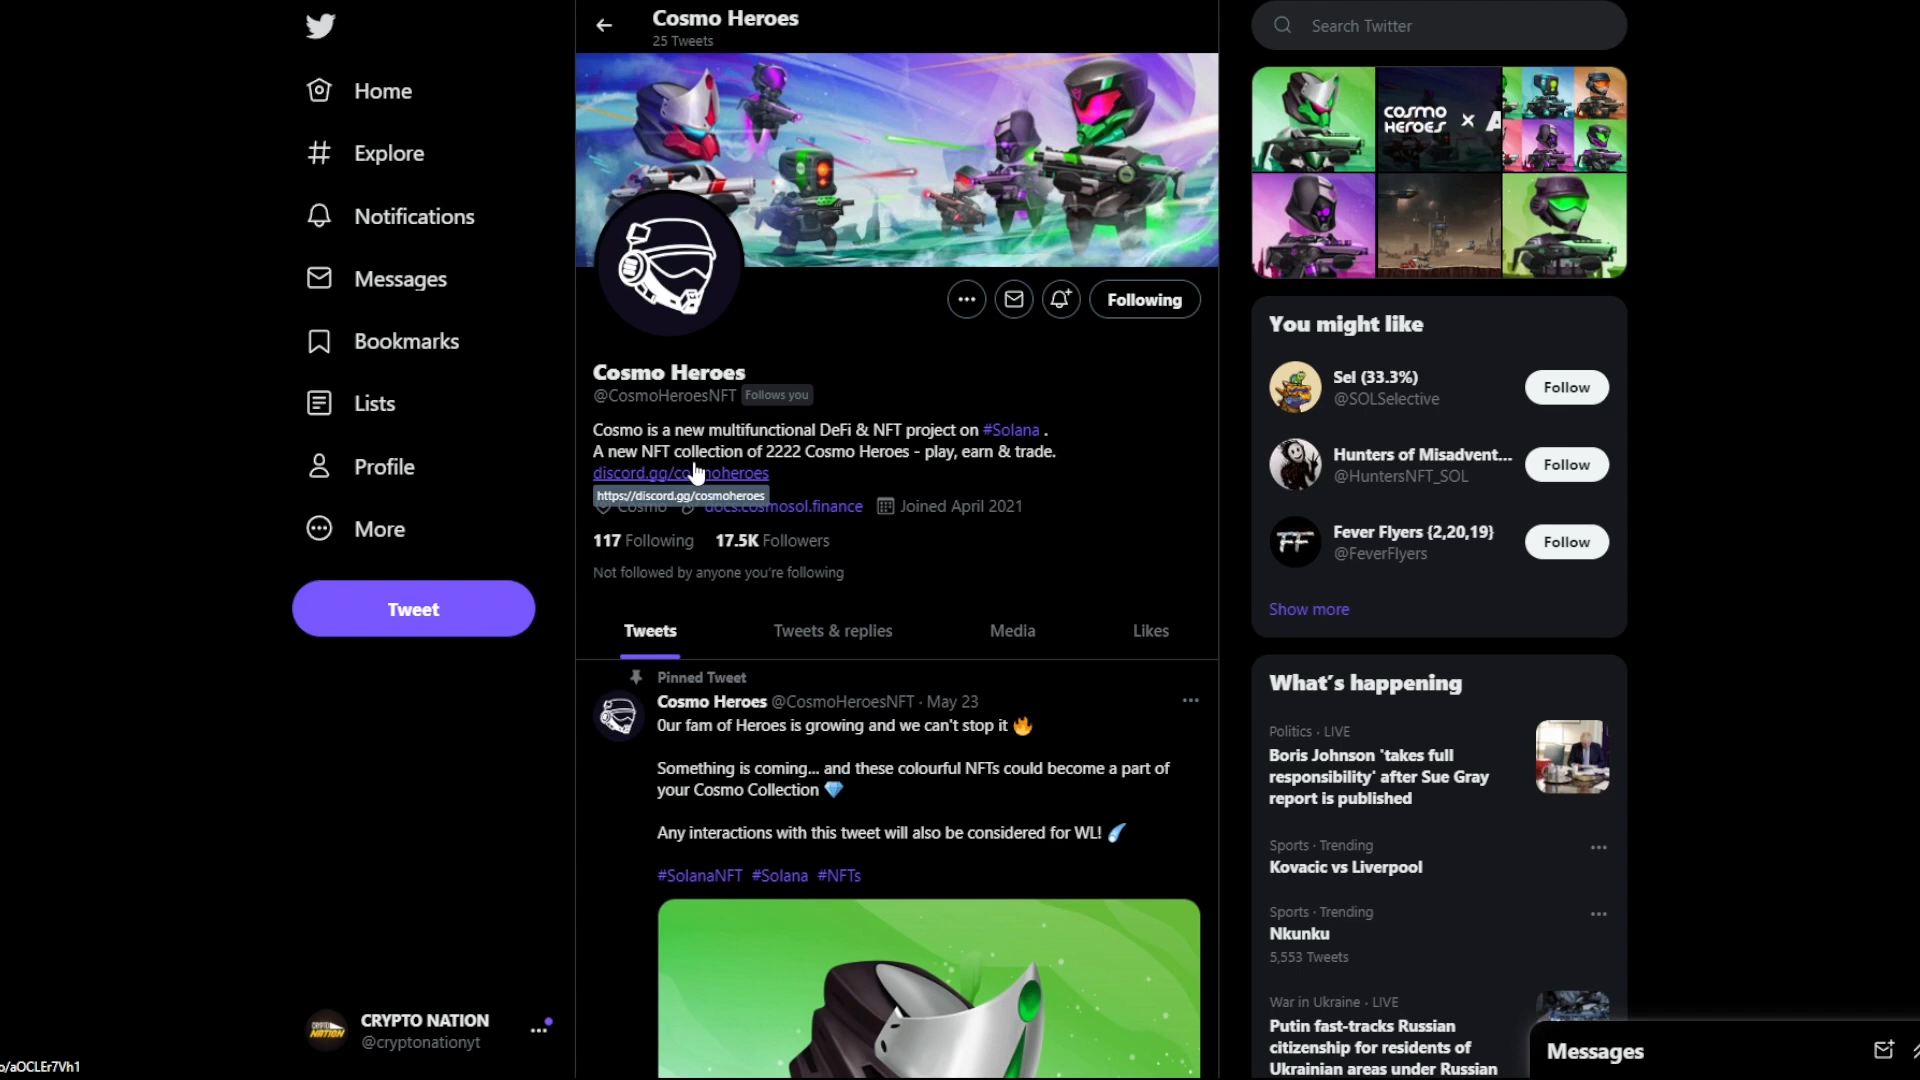 Home
Explore
Notifications
Messages
Bookmarks
Lists
Profile
More
Tweet
CRYPTO NATION
@cryptonationyt
o/aOCLEr7Vh1
Cosmo Heroes
25 Tweets
Following
Cosmo Heroes
@CosmoHeroesNFT Follows you
Cosmo is a new multifunctional DeFi & NFT project on #Solana .
A new NFT collection of 2222 Cosmo Heroes - play, earn & trade.
discord.gg/cosmoheroes
https://discord.gg/cosmoheroes
Cosmo docs.cosmosol.finance Joined April 2021
117 Following 17.5K Followers
Not followed by anyone you're following
Tweets Tweets & replies Media Likes
Pinned Tweet
Cosmo Heroes @CosmoHeroesNFT · May 23
0ur fam of Heroes is growing and we can't stop it 🔥
Something is coming... and these colourful NFTs could become a part of
your Cosmo Collection 💎
Any interactions with this tweet will also be considered for WL! ☄️
#SolanaNFT #Solana #NFTs
Search Twitter
COSMO
HEROES X A
You might like
Sel (33.3%)
@SOLSelective
Follow
Hunters of Misadvent...
@HuntersNFT_SOL
Follow
FF
Fever Flyers {2,20,19}
@FeverFlyers
Follow
Show more
What's happening
Politics · LIVE
Boris Johnson 'takes full
responsibility' after Sue Gray
report is published
Sports · Trending
Kovacic vs Liverpool
Sports · Trending
Nkunku
5,553 Tweets
War in Ukraine · LIVE
Putin fast-tracks Russian
citizenship for residents of
Ukrainian areas under Russian
Messages